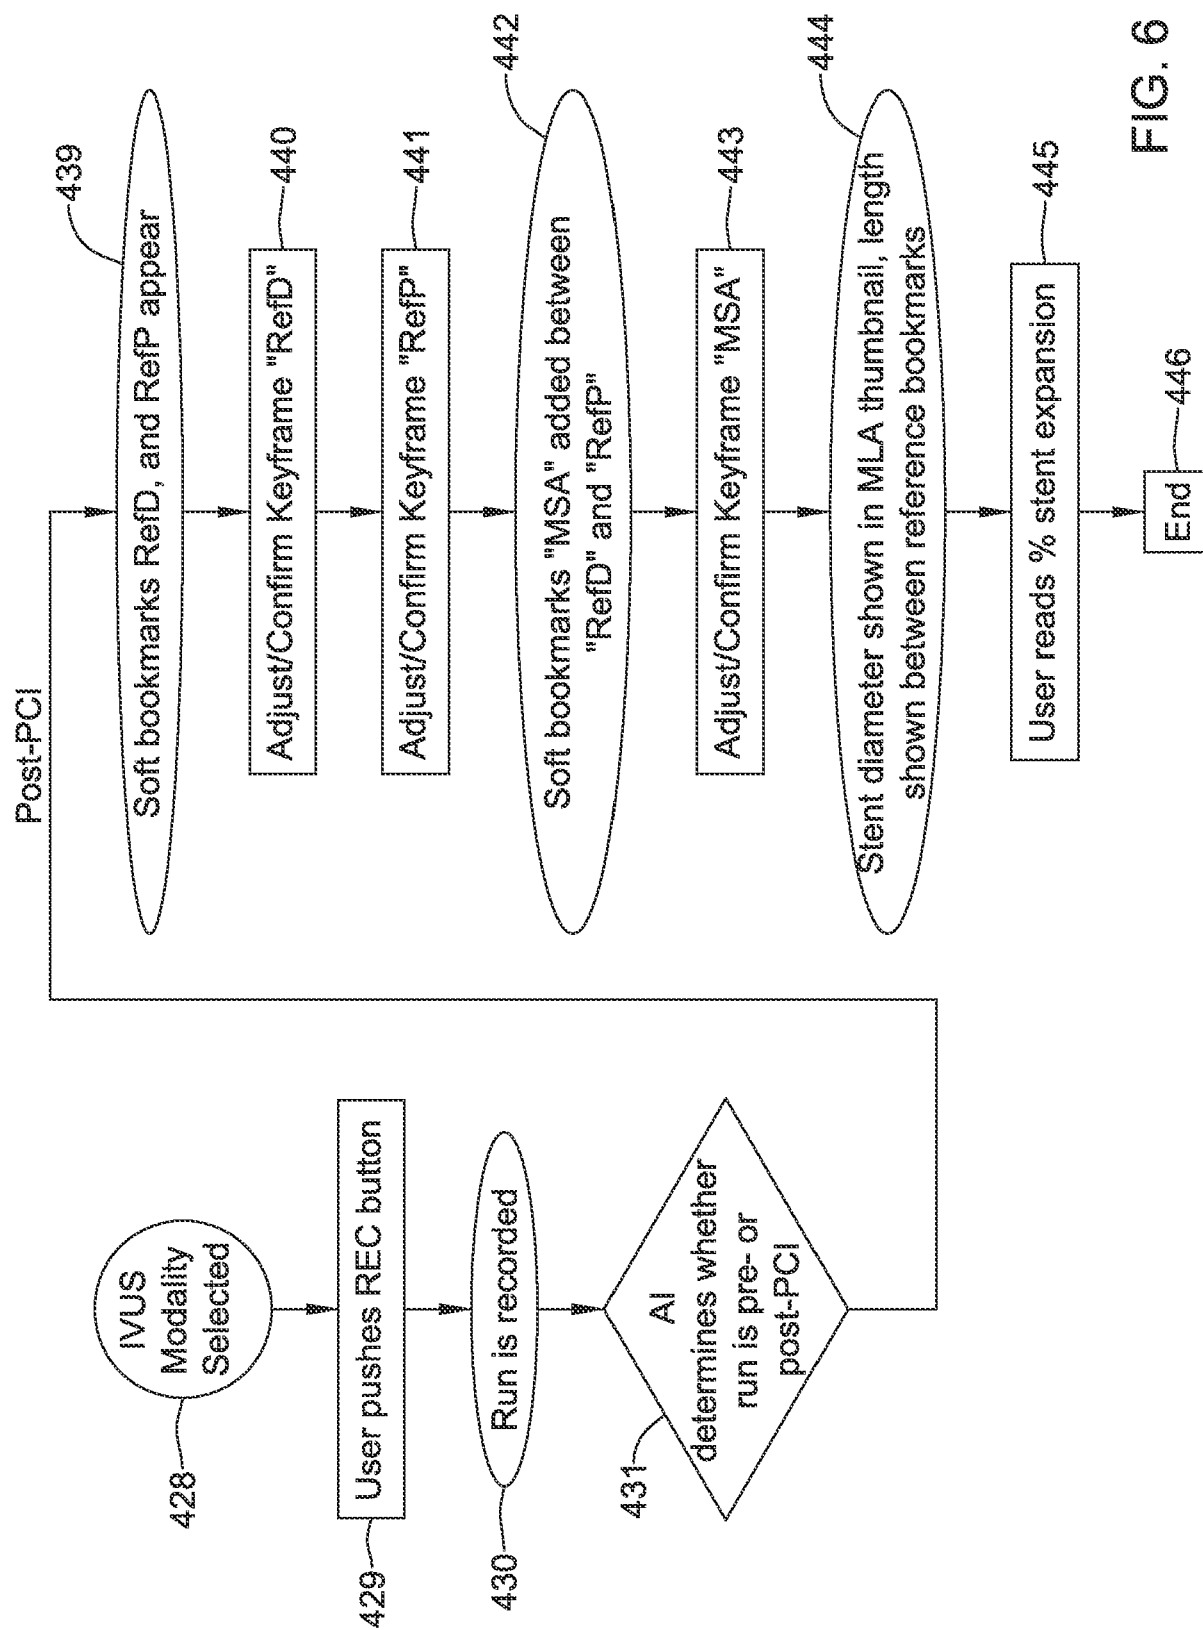 IVUS
Modality
Selected
428
User pushes REC button
429
Run is recorded
430
AI
determines whether
run is pre- or
post-PCI
431
Post-PCI
Soft bookmarks RefD, and RefP appear
439
Adjust/Confirm Keyframe "RefD"
440
Adjust/Confirm Keyframe "RefP"
441
Soft bookmarks "MSA" added between
"RefD" and "RefP"
442
Adjust/Confirm Keyframe "MSA"
443
Stent diameter shown in MLA thumbnail, length
shown between reference bookmarks
444
User reads % stent expansion
445
End
446
FIG. 6